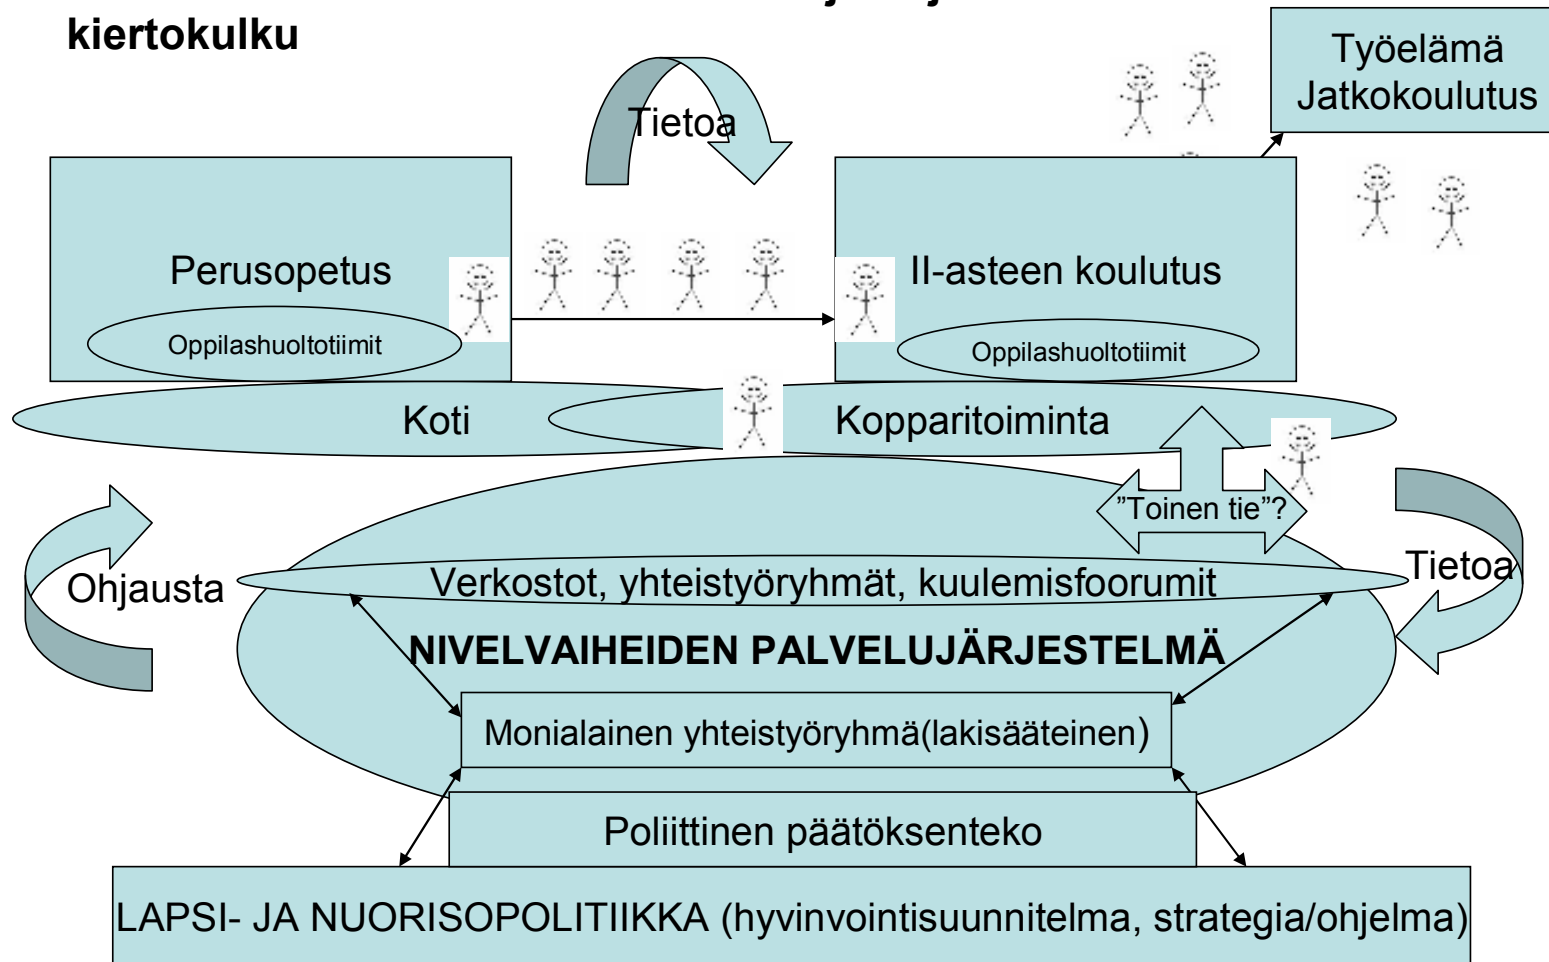 kiertokulku
Työelämä
Jatkokoulutus
Tietoa
Perusopetus
II-asteen koulutus
Oppilashuoltotiimit
Oppilashuoltotiimit
Koti
Kopparitoiminta
”Toinen tie”?
Ohjausta
Verkostot, yhteistyöryhmät, kuulemisfoorumit
Tietoa
NIVELVAIHEIDEN PALVELUJÄRJESTELMÄ
Monialainen yhteistyöryhmä(lakisääteinen)
Poliittinen päätöksenteko
LAPSI- JA NUORISOPOLITIIKKA (hyvinvointisuunnitelma, strategia/ohjelma)